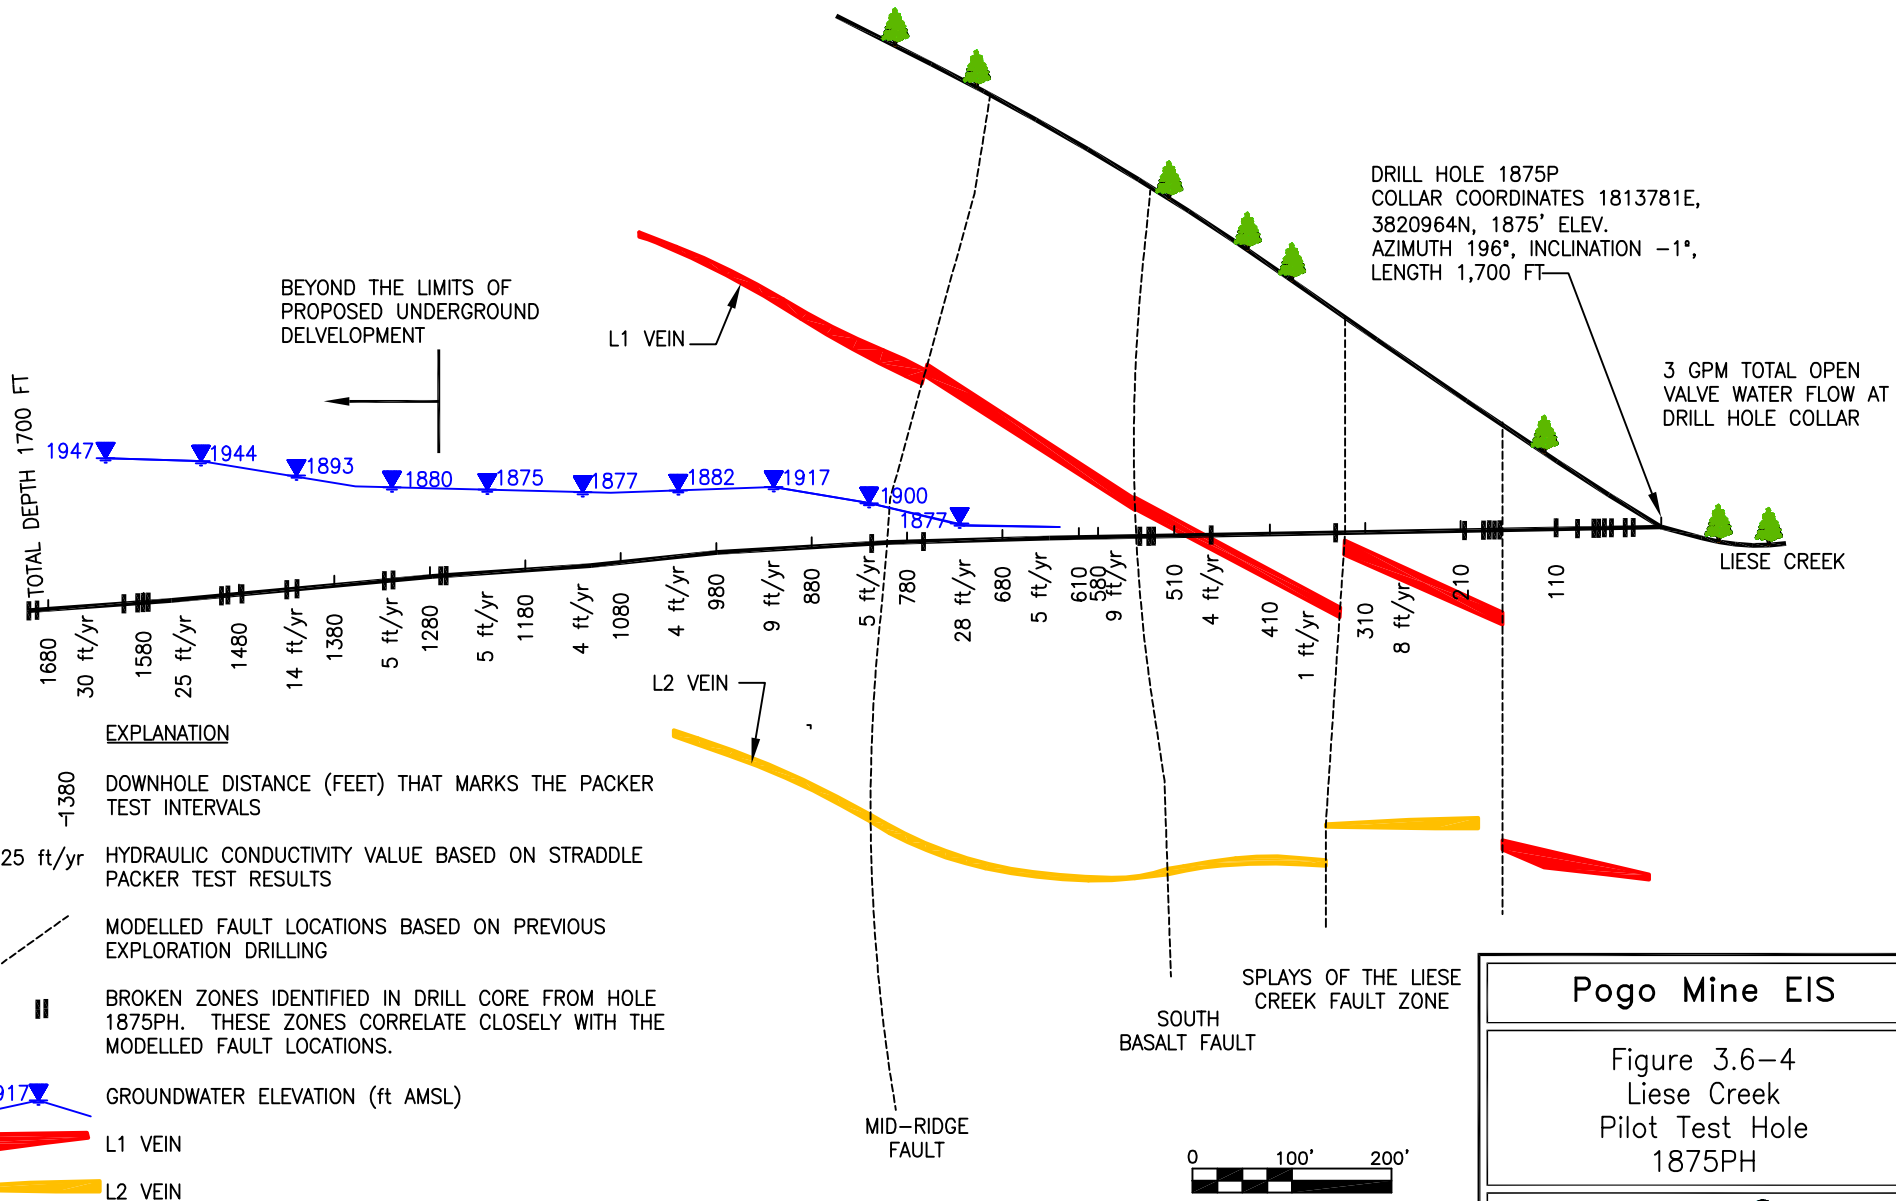 DRILL HOLE 1875P
COLLAR COORDINATES 1813781E,
3820964N, 1875' ELEV.
AZIMUTH 196°, INCLINATION -1°,
LENGTH 1,700 FT
BEYOND THE LIMITS OF
PROPOSED UNDERGROUND
DELVELOPMENT
L1 VEIN
3 GPM TOTAL OPEN
VALVE WATER FLOW AT
DRILL HOLE COLLAR
TOTAL DEPTH 1700 FT
1947
1944
1893
1880
1875
1877
1882
1917
1900
1877
LIESE CREEK
1680
30 ft/yr
1580
25 ft/yr
1480
14 ft/yr
1380
5 ft/yr
1280
5 ft/yr
1180
4 ft/yr
1080
4 ft/yr
980
9 ft/yr
880
5 ft/yr
780
28 ft/yr
680
5 ft/yr
610
580
9 ft/yr
510
4 ft/yr
410
1 ft/yr
310
8 ft/yr
210
110
L2 VEIN
EXPLANATION
-1380
DOWNHOLE DISTANCE (FEET) THAT MARKS THE PACKER
TEST INTERVALS
25 ft/yr
HYDRAULIC CONDUCTIVITY VALUE BASED ON STRADDLE
PACKER TEST RESULTS
MODELLED FAULT LOCATIONS BASED ON PREVIOUS
EXPLORATION DRILLING
BROKEN ZONES IDENTIFIED IN DRILL CORE FROM HOLE
1875PH. THESE ZONES CORRELATE CLOSELY WITH THE
MODELLED FAULT LOCATIONS.
917
GROUNDWATER ELEVATION (ft AMSL)
L1 VEIN
L2 VEIN
MID-RIDGE
FAULT
SOUTH
BASALT FAULT
SPLAYS OF THE LIESE
CREEK FAULT ZONE
0 100' 200'
Pogo Mine EIS
Figure 3.6-4
Liese Creek
Pilot Test Hole
1875PH